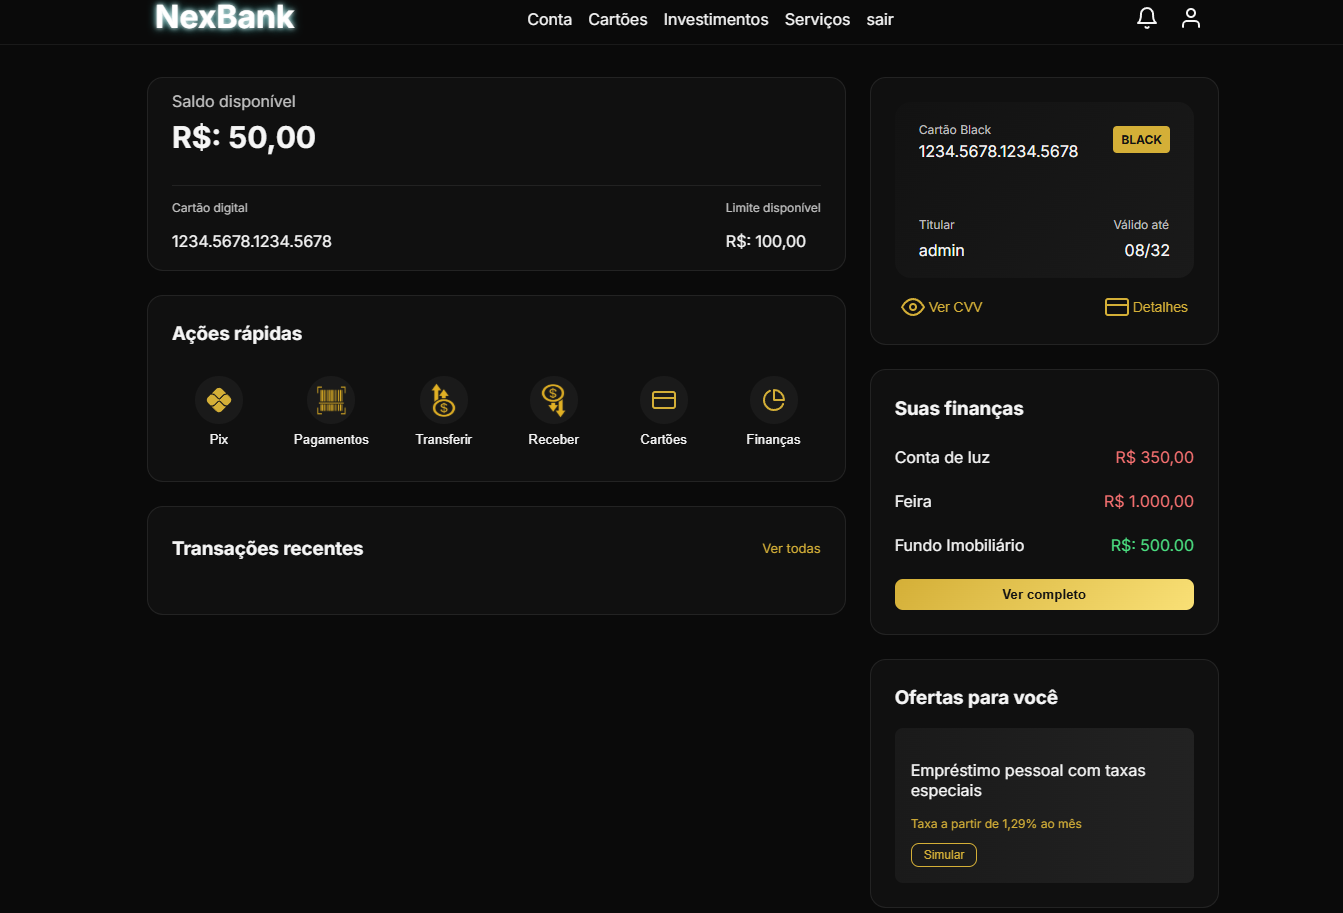 NexBank
Conta Cartões Investimentos Serviços sair
Saldo disponível
R$: 50,00
Cartão digital
1234.5678.1234.5678
Limite disponível
R$: 100,00
Ações rápidas
Pix
Pagamentos
Transferir
Receber
Cartões
Finanças
Transações recentes
Ver todas
Cartão Black
1234.5678.1234.5678
BLACK
Titular
admin
Válido até
08/32
Ver CVV
Detalhes
Suas finanças
Conta de luz R$ 350,00
Feira R$ 1.000,00
Fundo Imobiliário R$: 500.00
Ver completo
Ofertas para você
Empréstimo pessoal com taxas
especiais
Taxa a partir de 1,29% ao mês
Simular